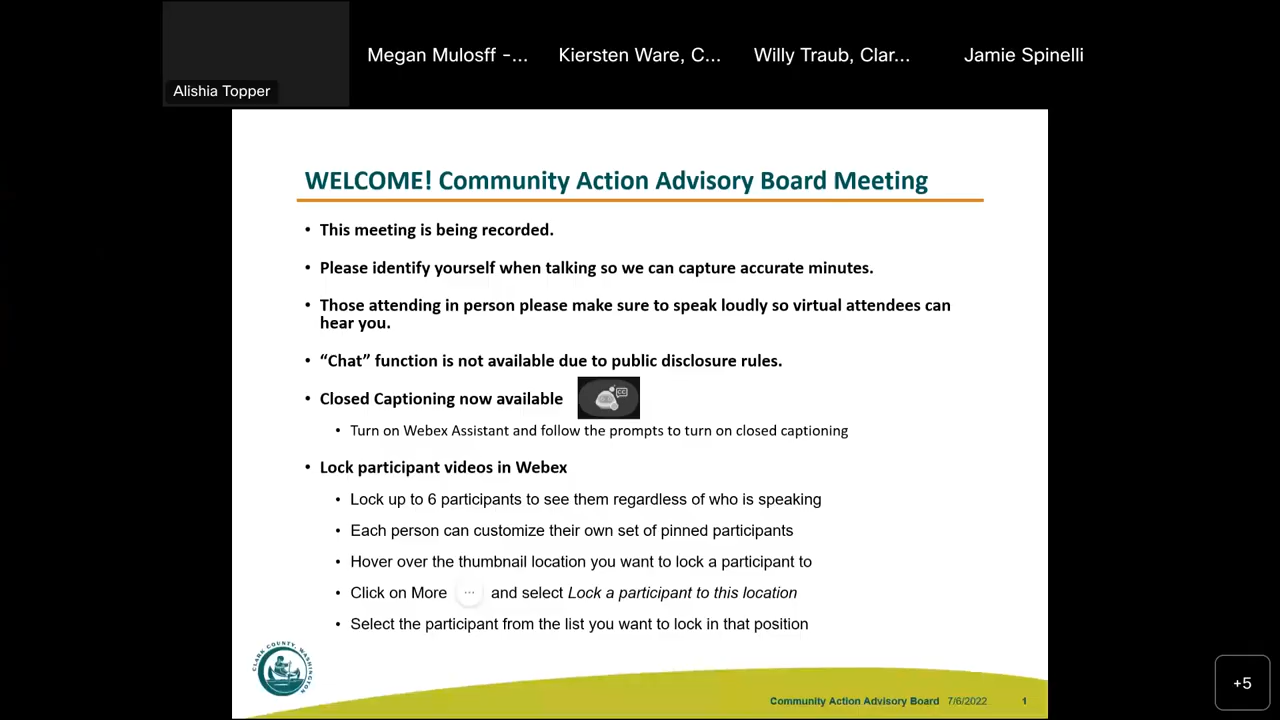 Megan Mulosff -...
Kiersten Ware, C...
Willy Traub, Clar...
Jamie Spinelli
Alishia Topper
WELCOME! Community Action Advisory Board Meeting
• This meeting is being recorded.
• Please identify yourself when talking so we can capture accurate minutes.
• Those attending in person please make sure to speak loudly so virtual attendees can
hear you.
• “Chat” function is not available due to public disclosure rules.
• Closed Captioning now available
CC
• Turn on Webex Assistant and follow the prompts to turn on closed captioning
• Lock participant videos in Webex
• Lock up to 6 participants to see them regardless of who is speaking
• Each person can customize their own set of pinned participants
• Hover over the thumbnail location you want to lock a participant to
• Click on More ... and select Lock a participant to this location
• Select the participant from the list you want to lock in that position
CLARK COUNTY, WASHINGTON
Community Action Advisory Board 7/6/2022 1
+5